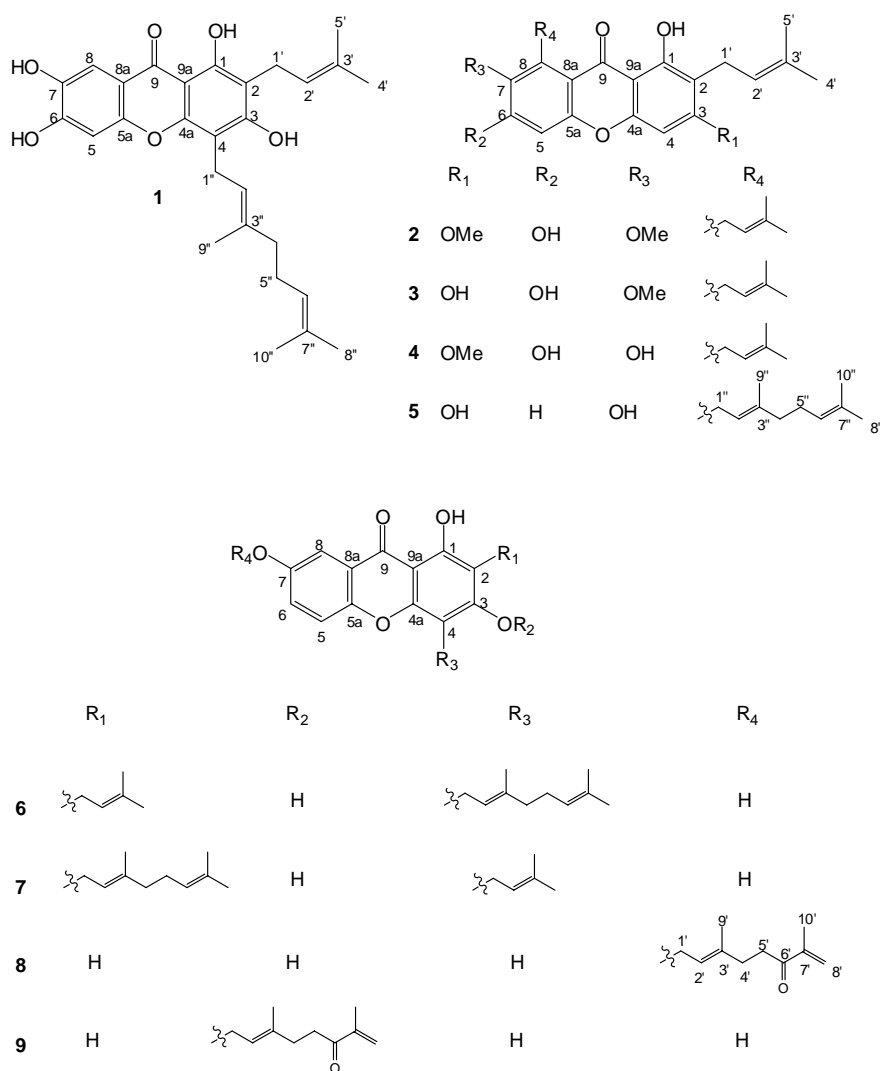 OH O OH 5'
HO 8 8a 9 9a 1 1' 3' 4'
7 2 2'
HO 6 5 5a O 4a 4 3 OH
1 1"
3"
9"
5"
7"
10" 8"
R4 O OH 5'
R3 8 8a 9 9a 1 1' 3' 4'
7 2 2'
R2 6 5 5a O 4a 4 3 R1
R1 R2 R3 R4
2 OMe OH OMe
3 OH OH OMe
4 OMe OH OH
5 OH H OH 1" 9" 3" 5" 10" 7" 8'
O OH
R4O 8 8a 9 9a 1 R1
7 2
6 5 5a O 4a 4 3 OR2
R3
R1 R2 R3 R4
6 H H
7 H H
8 H H H 1' 2' 9' 3' 4' 5' 6' 10' 7' 8' O
9 H O H H